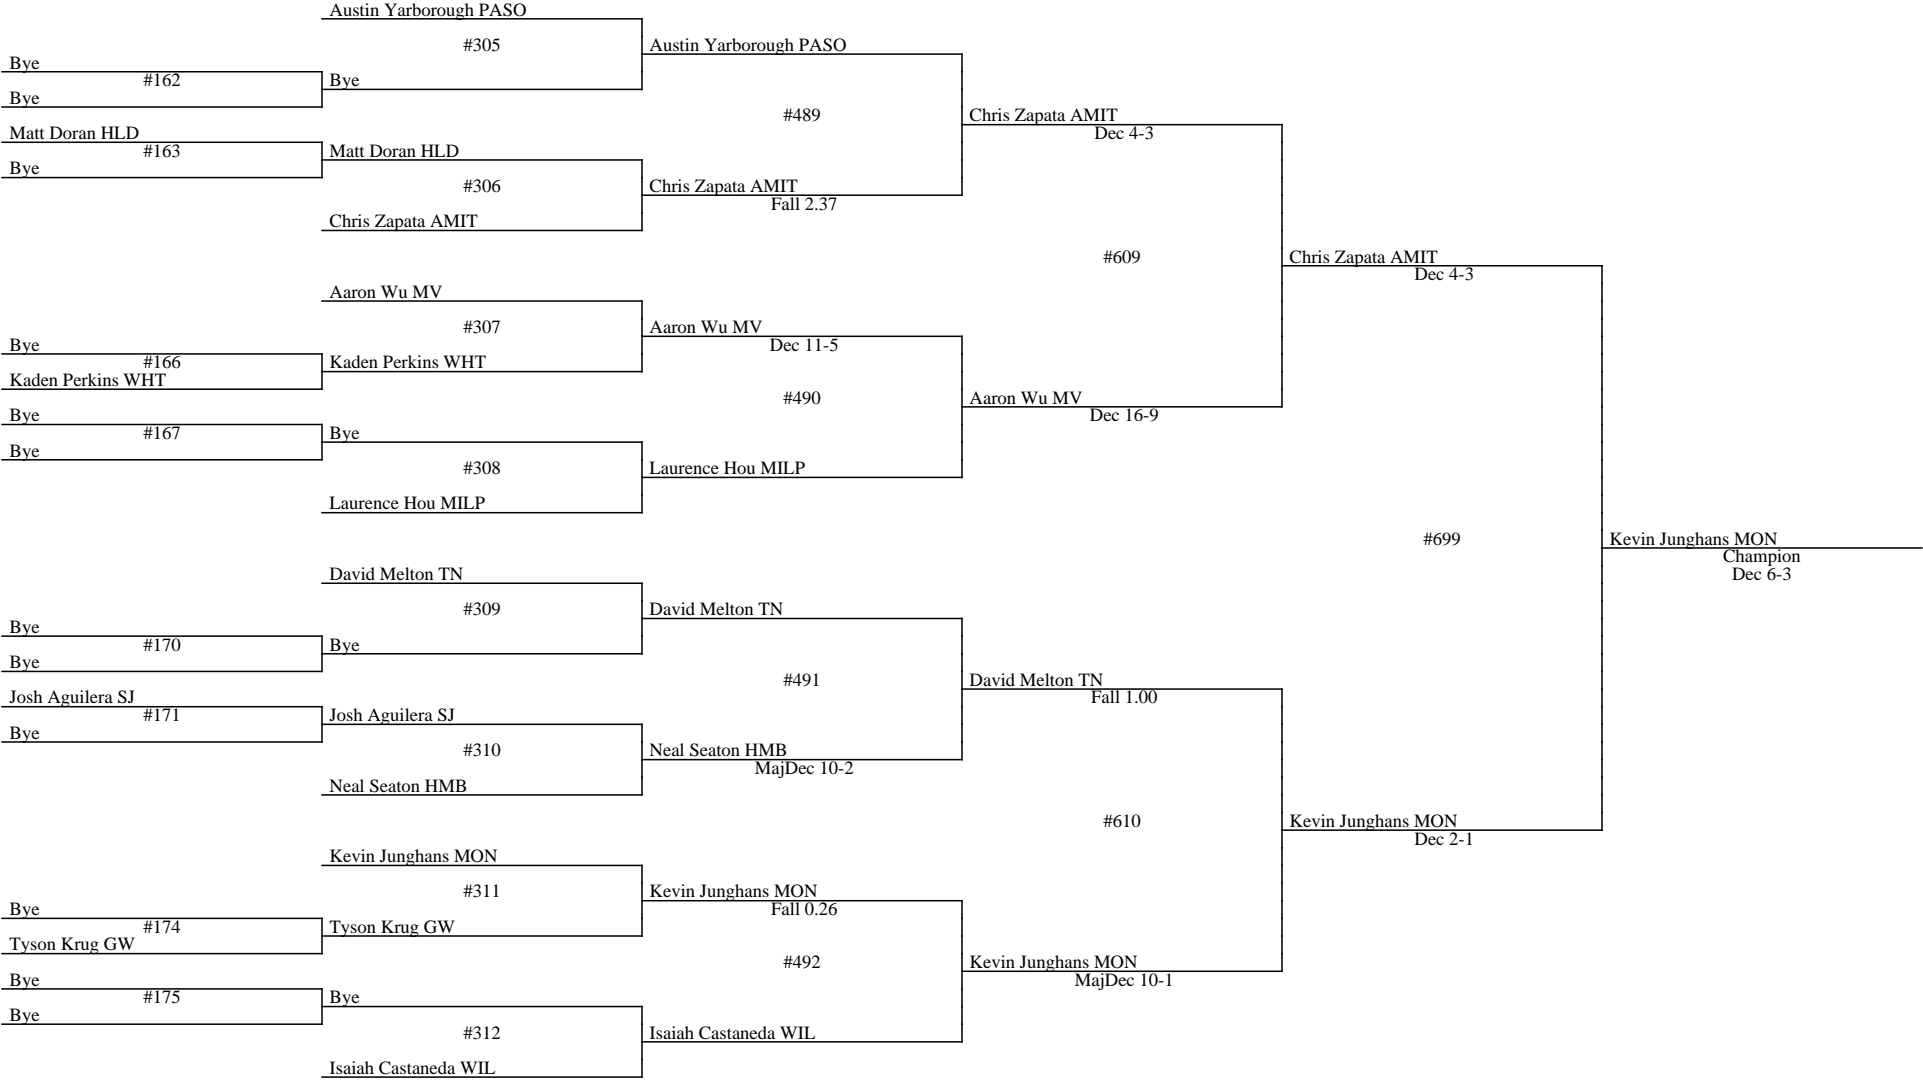 Austin Yarborough PASO
#305
Austin Yarborough PASO
Bye
#162
Bye
Bye
#489
Chris Zapata AMIT
Dec 4-3
Matt Doran HLD
#163
Matt Doran HLD
Bye
#306
Chris Zapata AMIT
Fall 2.37
Chris Zapata AMIT
#609
Chris Zapata AMIT
Dec 4-3
Aaron Wu MV
#307
Aaron Wu MV
Dec 11-5
Bye
#166
Kaden Perkins WHT
Kaden Perkins WHT
#490
Aaron Wu MV
Dec 16-9
Bye
#167
Bye
Bye
#308
Laurence Hou MILP
Laurence Hou MILP
#699
Kevin Junghans MON
Champion
Dec 6-3
David Melton TN
#309
David Melton TN
Bye
#170
Bye
Bye
#491
David Melton TN
Fall 1.00
Josh Aguilera SJ
#171
Josh Aguilera SJ
Bye
#310
Neal Seaton HMB
MajDec 10-2
Neal Seaton HMB
#610
Kevin Junghans MON
Dec 2-1
Kevin Junghans MON
#311
Kevin Junghans MON
Fall 0.26
Bye
#174
Tyson Krug GW
Tyson Krug GW
#492
Kevin Junghans MON
MajDec 10-1
Bye
#175
Bye
Bye
#312
Isaiah Castaneda WIL
Isaiah Castaneda WIL